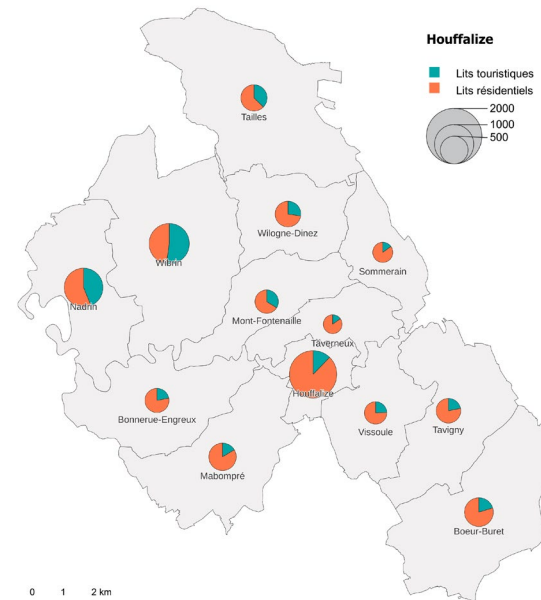 Houffalize
Lits touristiques
Lits résidentiels
2000
1000
500
Tailles
Wilogne-Dinez
Wibrin
Sommerain
Nadrin
Mont-Fontenaille
Taverneux
Houffalize
Bonnerue-Engreux
Vissoule
Tavigny
Mabompré
Boeur-Buret
0 1 2 km